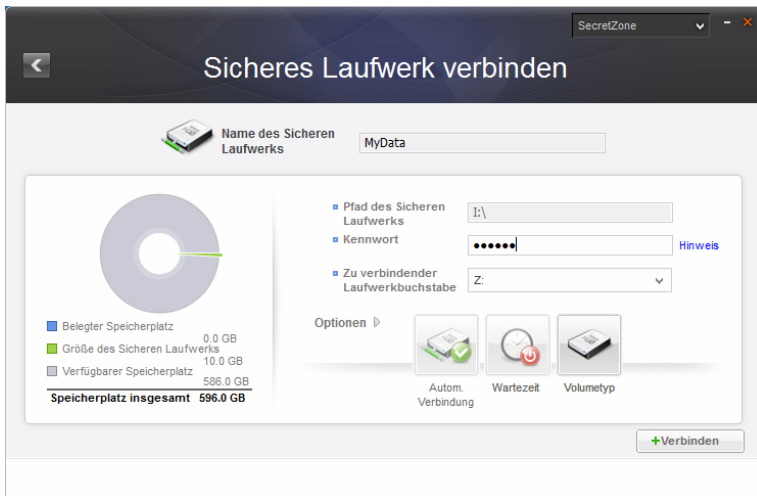 SecretZone
Sicheres Laufwerk verbinden
Name des Sicheren
Laufwerks
MyData
Pfad des Sicheren
Laufwerks
I:\
Kennwort
●●●●●●
Hinweis
Zu verbindender
Laufwerkbuchstabe
Z:
Belegter Speicherplatz
0.0 GB
Größe des Sicheren Laufwerks
10.0 GB
Verfügbarer Speicherplatz
586.0 GB
Speicherplatz insgesamt 596.0 GB
Optionen
Autom.
Verbindung
Wartezeit
Volumetyp
+Verbinden